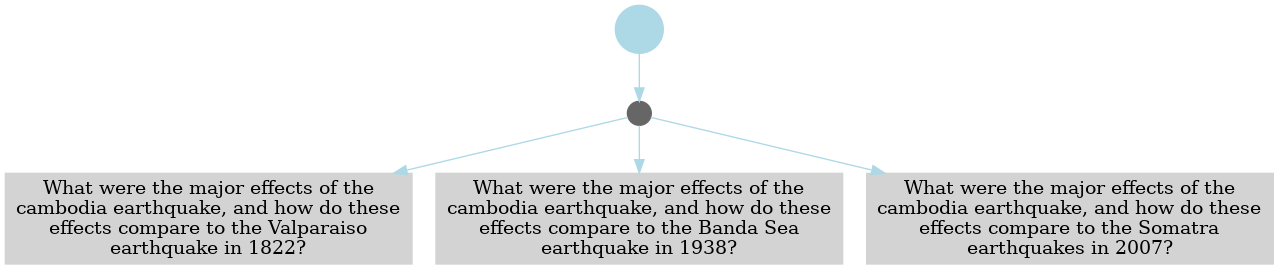 What were the major effects of the
cambodia earthquake, and how do these
effects compare to the Valparaiso
earthquake in 1822?
What were the major effects of the
cambodia earthquake, and how do these
effects compare to the Banda Sea
earthquake in 1938?
What were the major effects of the
cambodia earthquake, and how do these
effects compare to the Somatra
earthquakes in 2007?